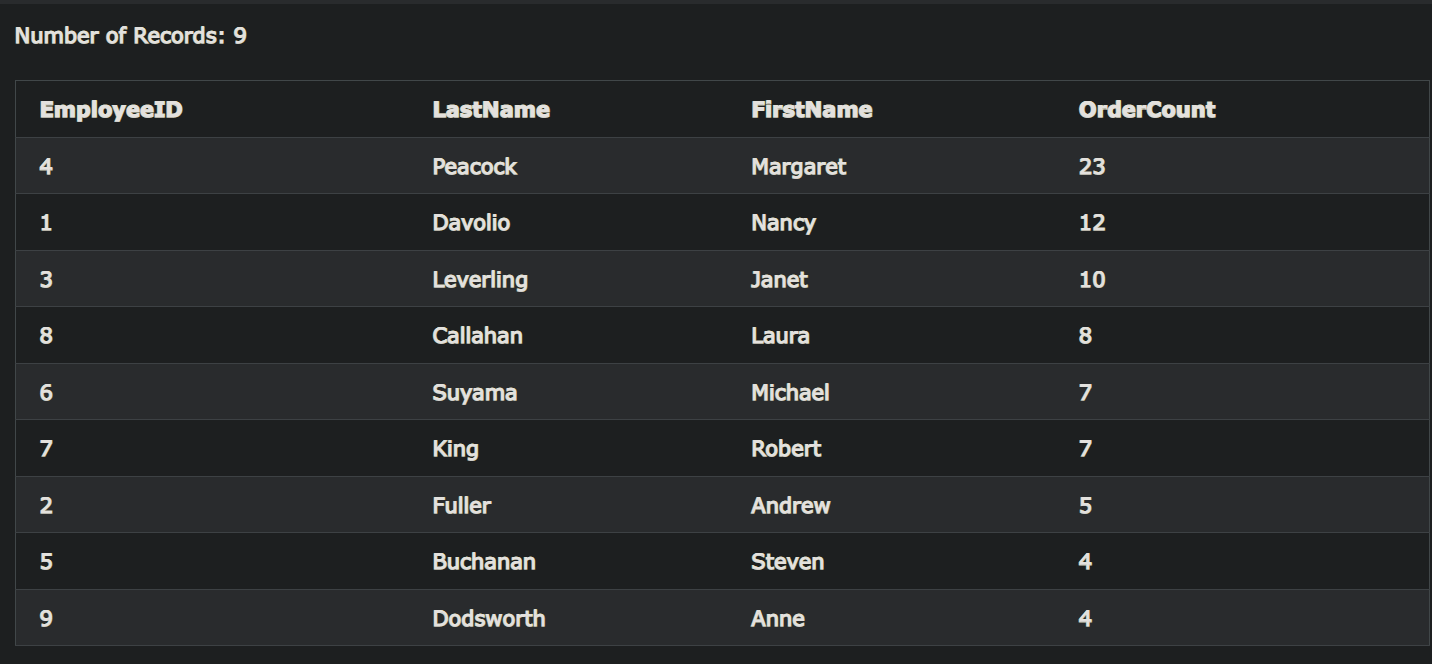 Number of Records: 9
EmployeeID LastName FirstName OrderCount
4 Peacock Margaret 23
1 Davolio Nancy 12
3 Leverling Janet 10
8 Callahan Laura 8
6 Suyama Michael 7
7 King Robert 7
2 Fuller Andrew 5
5 Buchanan Steven 4
9 Dodsworth Anne 4